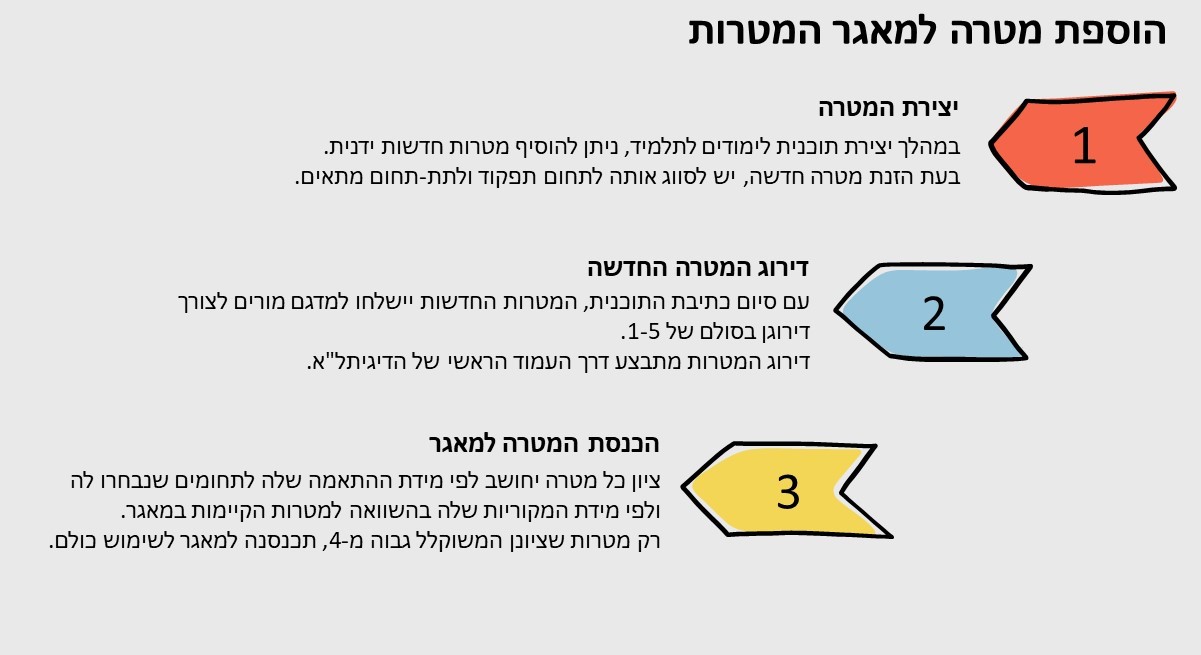 הוספת מטרה למאגר המטרות
1
יצירת המטרה
במהלך יצירת תוכנית לימודים לתלמיד, ניתן להוסיף מטרות חדשות ידנית.
בעת הזנת מטרה חדשה, יש לסווג אותה לתחום תפקוד ולתת-תחום מתאים.
2
דירוג המטרה החדשה
עם סיום כתיבת התוכנית, המטרות החדשות יישלחו למדגם מורים לצורך
דירוגן בסולם של 1-5.
דירוג המטרות מתבצע דרך העמוד הראשי של הדיגיתל"א.
3
הכנסת המטרה למאגר
ציון כל מטרה יחושב לפי מידת ההתאמה שלה לתחומים שנבחרו לה
ולפי מידת המקוריות שלה בהשוואה למטרות הקיימות במאגר.
רק מטרות שציונן המשוקלל גבוה מ-4, תכנסנה למאגר לשימוש כולם.